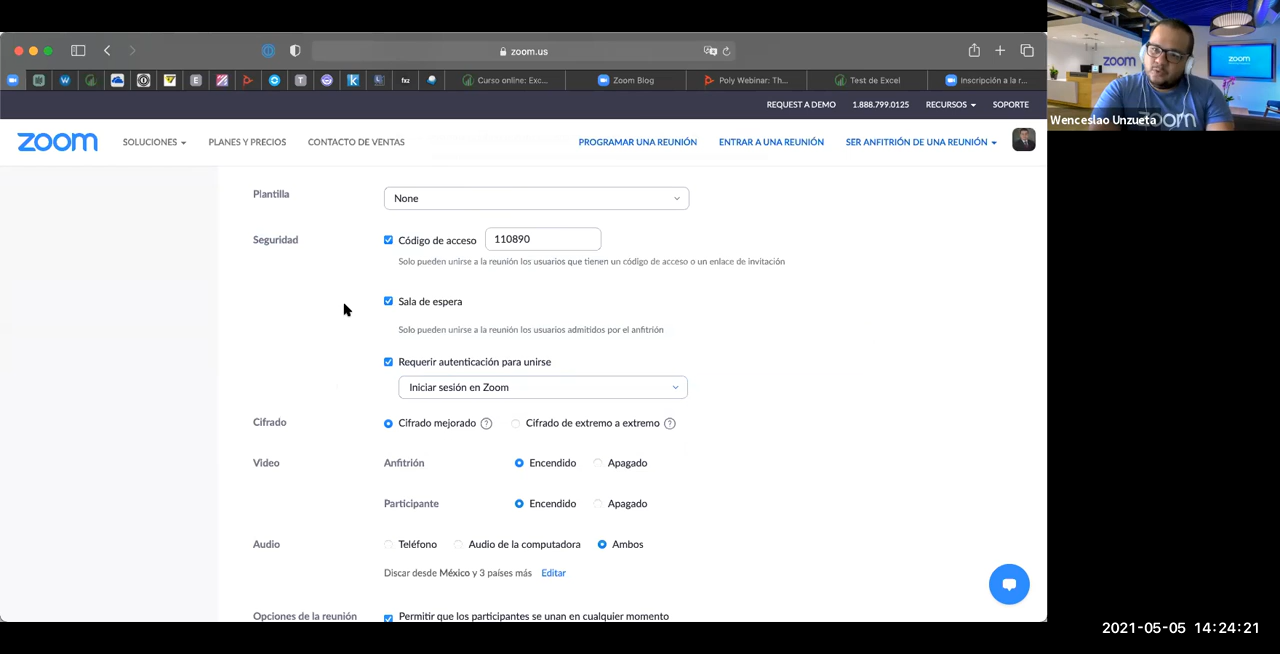 zoom.us
fxz
Curso online: Exc...
Zoom Blog
Poly Webinar: Th...
Test de Excel
Inscripción a la r...
zoom
zoom
zoom
Wenceslao Unzueta
REQUEST A DEMO 1.888.799.0125 RECURSOS SOPORTE
zoom SOLUCIONES PLANES Y PRECIOS CONTACTO DE VENTAS PROGRAMAR UNA REUNIÓN ENTRAR A UNA REUNIÓN SER ANFITRIÓN DE UNA REUNIÓN
Plantilla None
Seguridad Código de acceso 110890
Solo pueden unirse a la reunión los usuarios que tienen un código de acceso o un enlace de invitación
Sala de espera
Solo pueden unirse a la reunión los usuarios admitidos por el anfitrión
Requerir autenticación para unirse
Iniciar sesión en Zoom
Cifrado Cifrado mejorado ? Cifrado de extremo a extremo ?
Video Anfitrión Encendido Apagado
Participante Encendido Apagado
Audio Teléfono Audio de la computadora Ambos
Discar desde México y 3 países más Editar
Opciones de la reunión Permitir que los participantes se unan en cualquier momento
2021-05-05 14:24:21